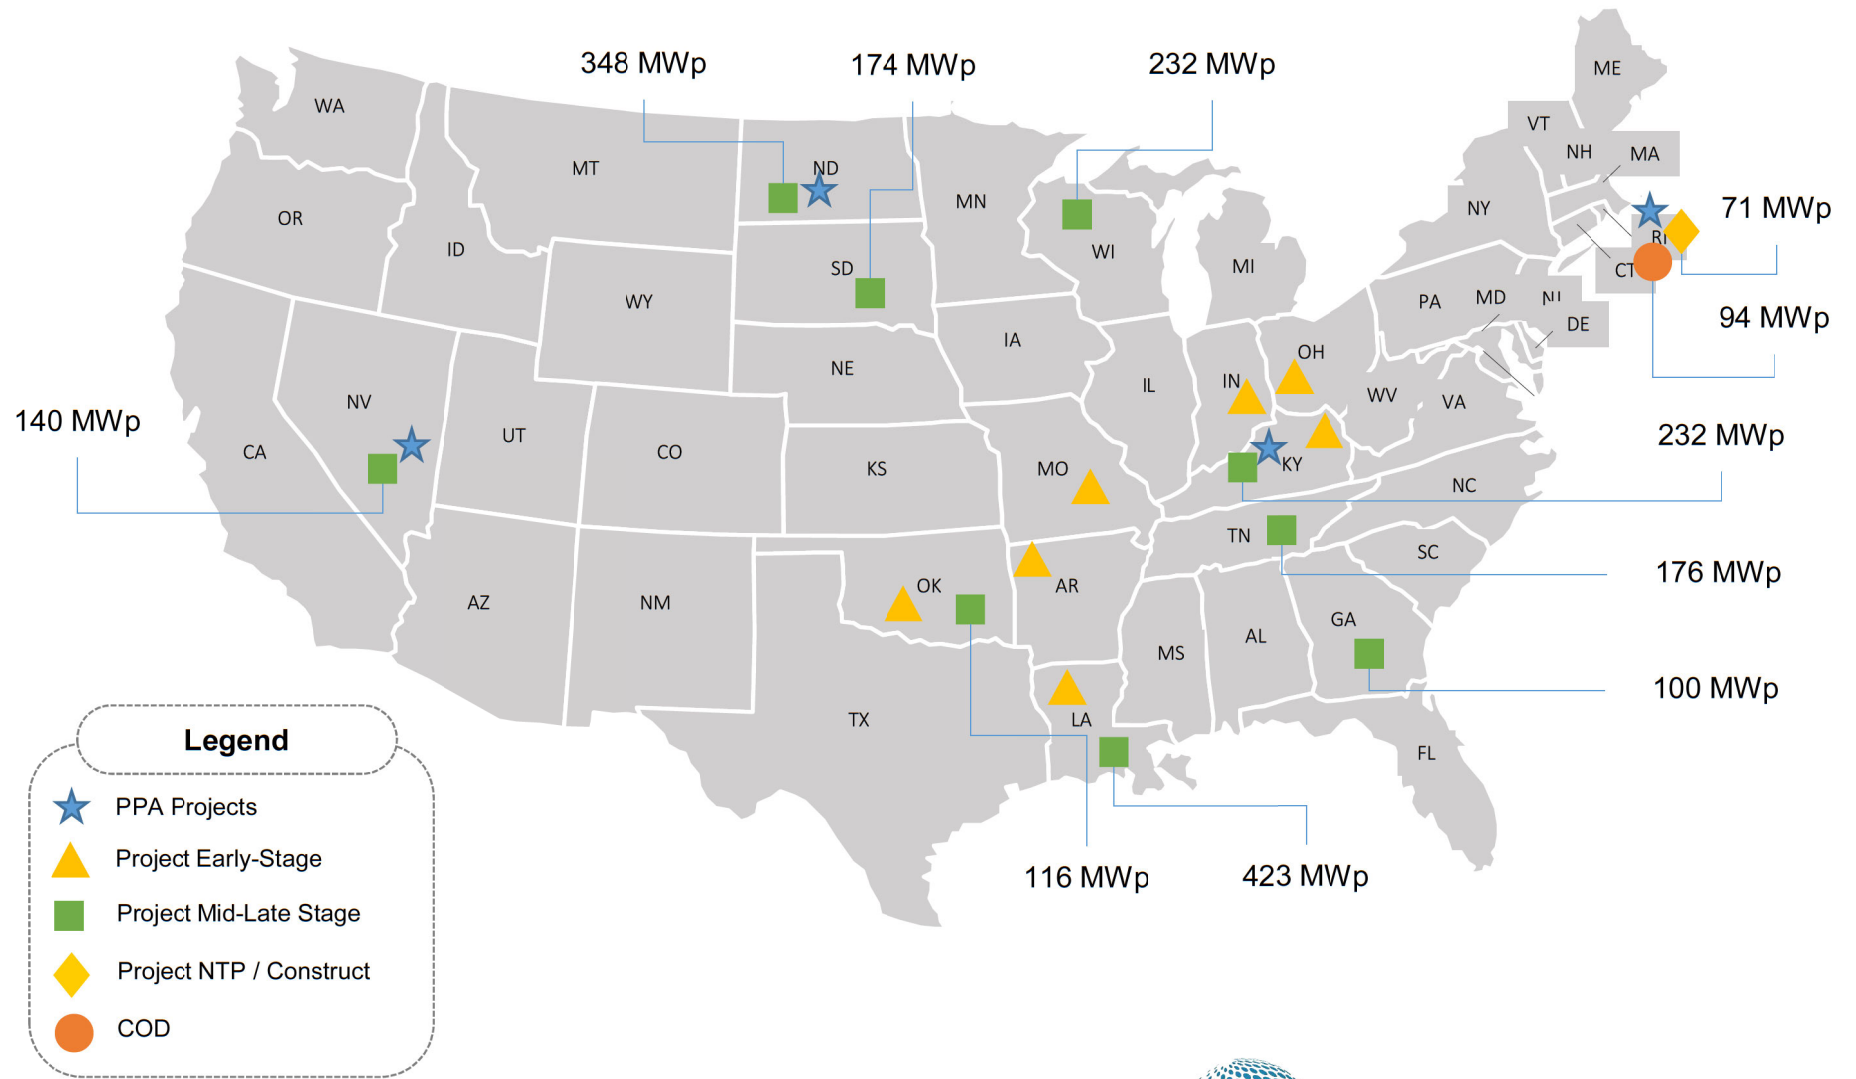 348 MWp
174 MWp
232 MWp
ME
WA
VT
NH
MA
MT
ND
MN
NY
71 MWp
OR
ID
SD
WI
MI
RI
CT
WY
PA
MD
NJ
DE
94 MWp
IA
NE
OH
IN
IL
WV
VA
NV
140 MWp
UT
CO
CA
KS
MO
KY
232 MWp
NC
TN
SC
176 MWp
AZ
NM
OK
AR
GA
AL
MS
100 MWp
TX
LA
FL
116 MWp
423 MWp
Legend
PPA Projects
Project Early-Stage
Project Mid-Late Stage
Project NTP / Construct
COD